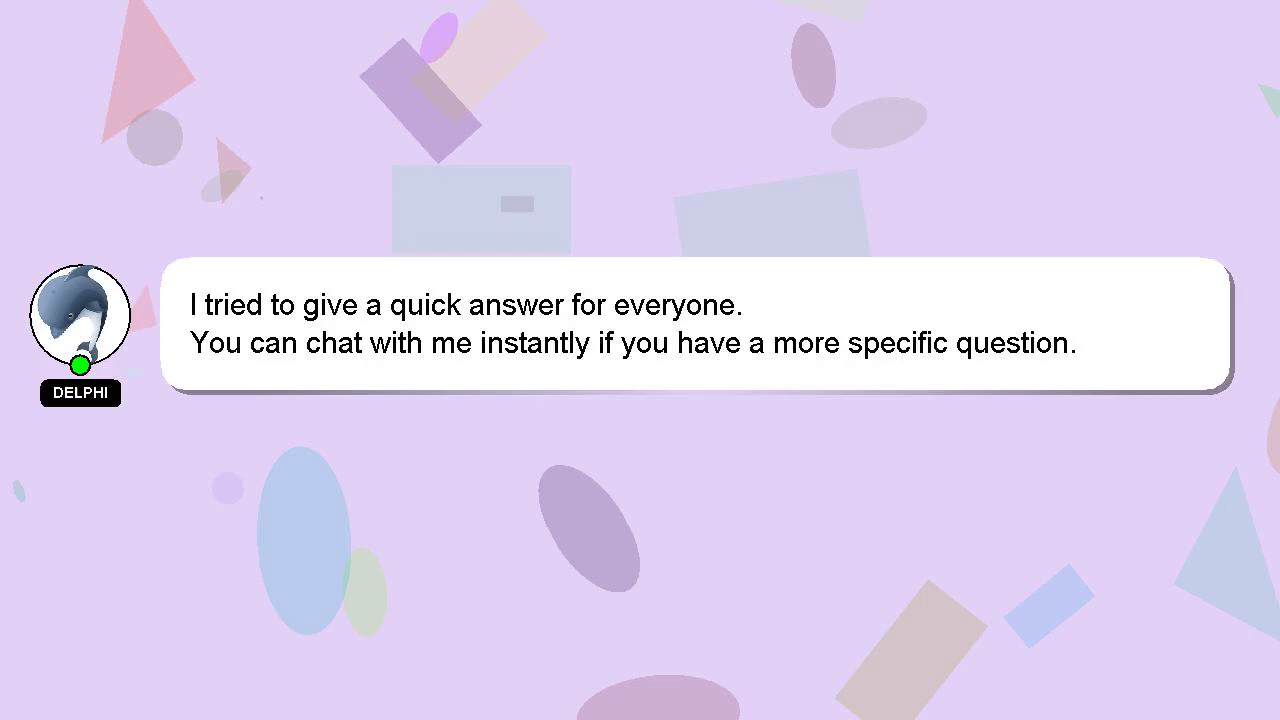 I tried to give a quick answer for everyone.
You can chat with me instantly if you have a more specific question.
DELPHI